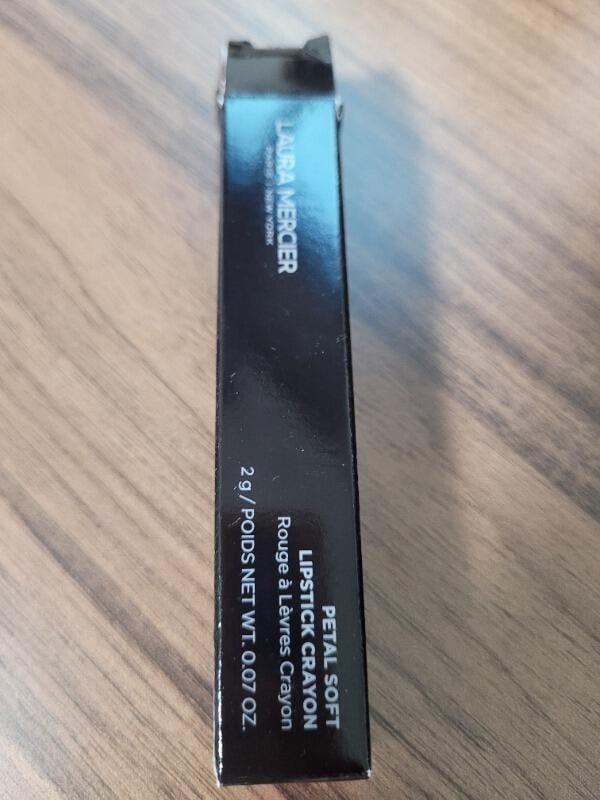 LAURA MERCIER
PARIS | NEW YORK
PETAL SOFT
LIPSTICK CRAYON
Rouge à Lèvres Crayon
2 g / POIDS NET WT. 0.07 OZ.